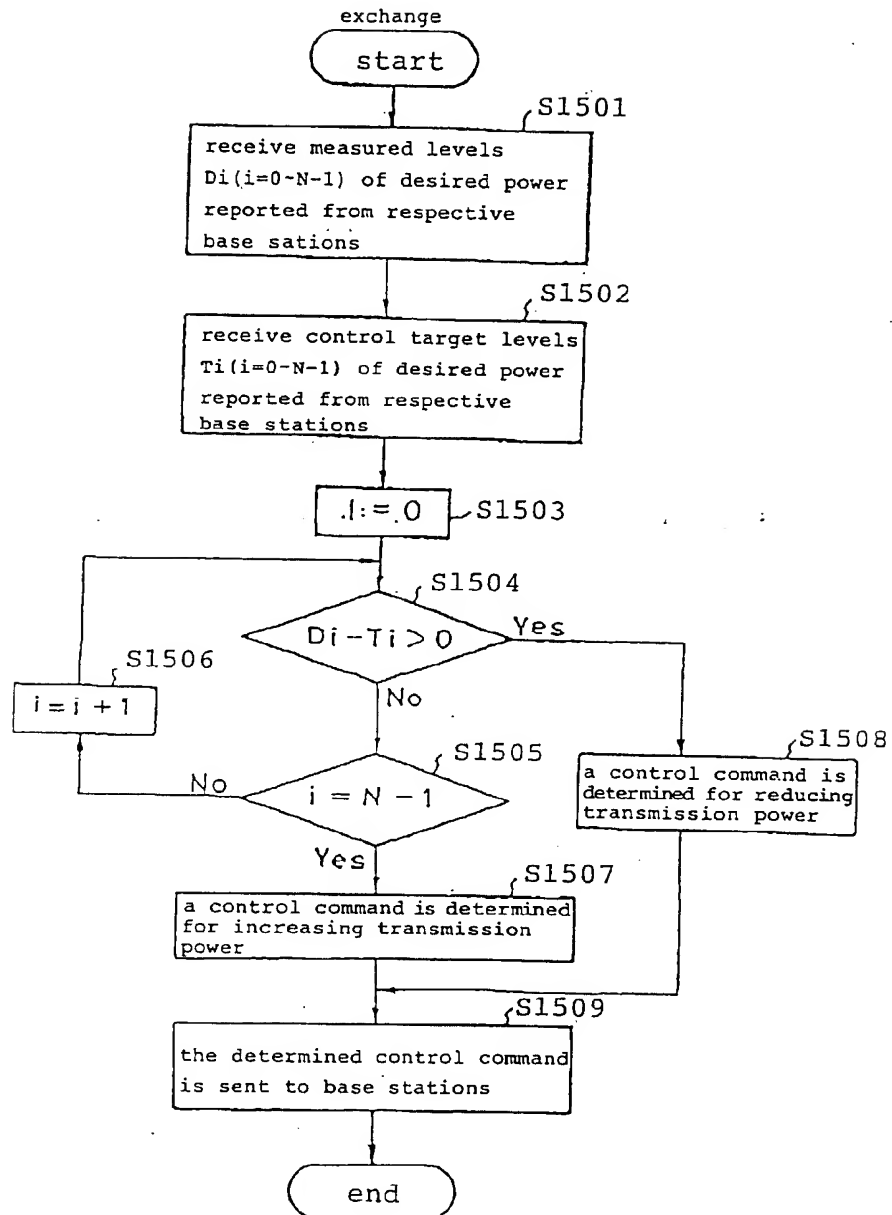 exchange
start
S1501
receive measured levels
Di(i=0~N-1) of desired power
reported from respective
base sations
S1502
receive control target levels
Ti(i=0~N-1) of desired power
reported from respective
base stations
I:= 0
S1503
S1504
Di-Ti>0
Yes
S1506
i=i+1
No
S1505
No
i=N-1
S1508
a control command is
determined for reducing
transmission power
Yes
S1507
a control command is determined
for increasing transmission
power
S1509
the determined control command
is sent to base stations
end